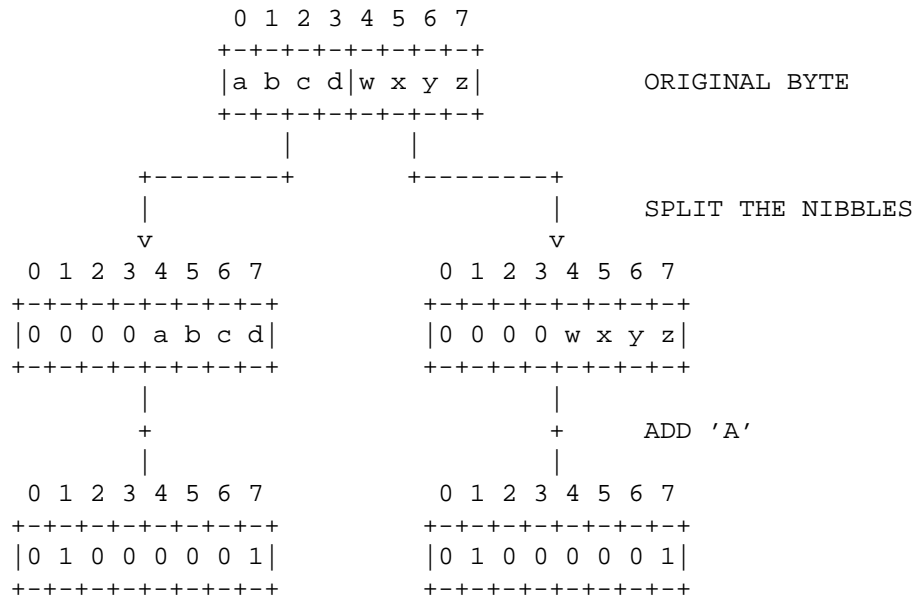 0 1 2 3 4 5 6 7
+-+-+-+-+-+-+-+-+
|a b c d|w x y z| ORIGINAL BYTE
+-+-+-+-+-+-+-+-+
| |
+--------+ +--------+
| | SPLIT THE NIBBLES
v v
0 1 2 3 4 5 6 7 0 1 2 3 4 5 6 7
+-+-+-+-+-+-+-+-+ +-+-+-+-+-+-+-+-+
|0 0 0 0 a b c d| |0 0 0 0 w x y z|
+-+-+-+-+-+-+-+-+ +-+-+-+-+-+-+-+-+
| |
+ + ADD 'A'
| |
0 1 2 3 4 5 6 7 0 1 2 3 4 5 6 7
+-+-+-+-+-+-+-+-+ +-+-+-+-+-+-+-+-+
|0 1 0 0 0 0 0 1| |0 1 0 0 0 0 0 1|
+-+-+-+-+-+-+-+-+ +-+-+-+-+-+-+-+-+